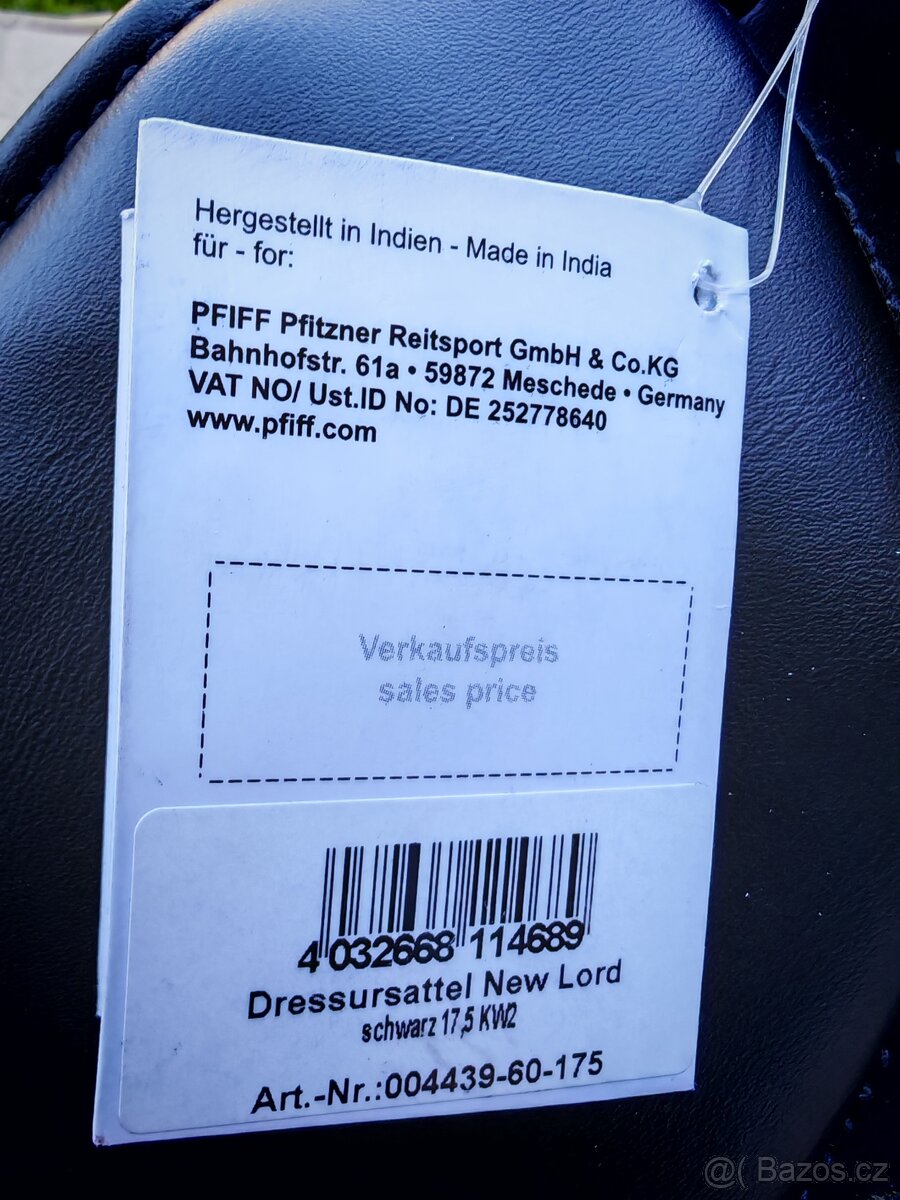 Hergestellt in Indien - Made in India
für - for:
PFIFF Pfitzner Reitsport GmbH & Co.KG
Bahnhofstr. 61a • 59872 Meschede • Germany
VAT NO/ Ust.ID No: DE 252778640
www.pfiff.com
Verkaufspreis
sales price
4 032668 114689
Dressursattel New Lord
schwarz 17,5 KW2
Art.-Nr.:004439-60-175
@( Bazos.cz